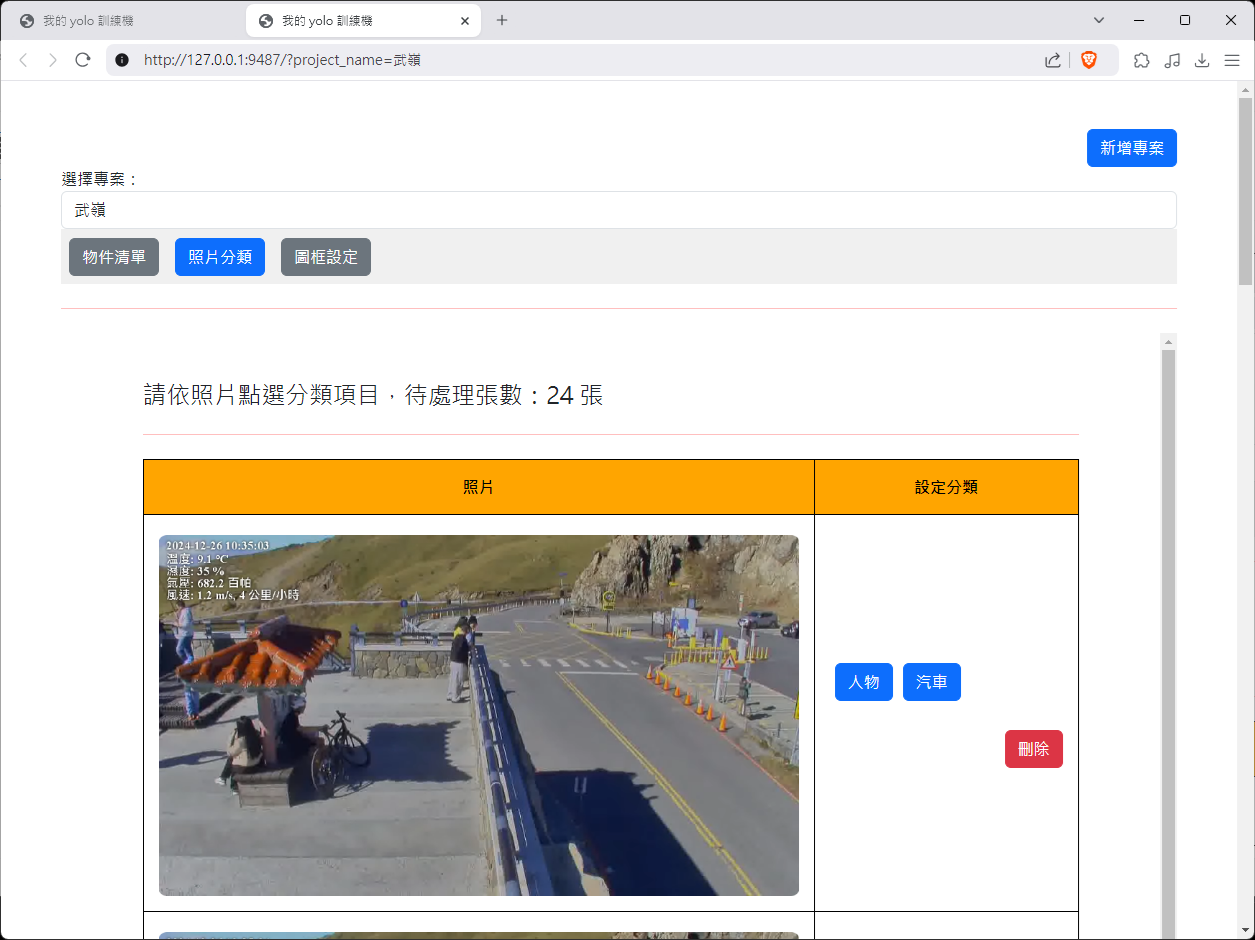 我的 yolo 訓練機
我的 yolo 訓練機
http://127.0.0.1:9487/?project_name=武嶺
新增專案
選擇專案：
武嶺
物件清單 照片分類 圖框設定
請依照片點選分類項目，待處理張數：24 張
照片 設定分類
2024-12-26 10:35:03
溫度: 9.1 °C
濕度: 35 %
氣壓: 682.2 百帕
風速: 1.2 m/s, 4 公里/小時
人物 汽車
刪除